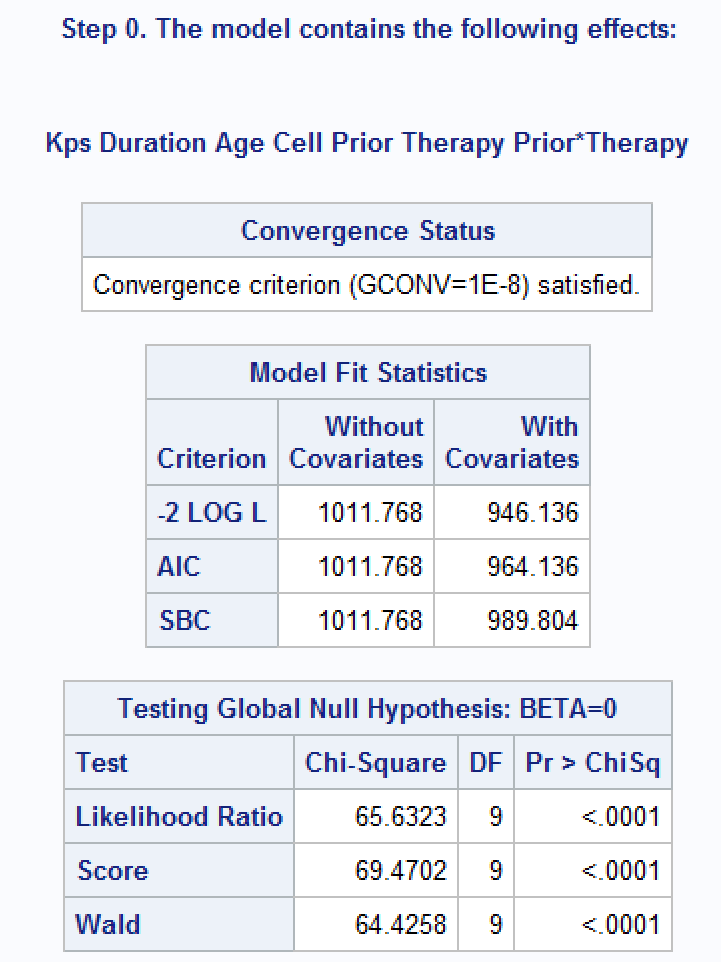 Step 0. The model contains the following effects:
Kps Duration Age Cell Prior Therapy Prior*Therapy
Convergence Status
Convergence criterion (GCONV=1E-8) satisfied.
Model Fit Statistics
Criterion Without Covariates With Covariates
-2 LOG L 1011.768 946.136
AIC 1011.768 964.136
SBC 1011.768 989.804
Testing Global Null Hypothesis: BETA=0
Test Chi-Square DF Pr > ChiSq
Likelihood Ratio 65.6323 9 <.0001
Score 69.4702 9 <.0001
Wald 64.4258 9 <.0001